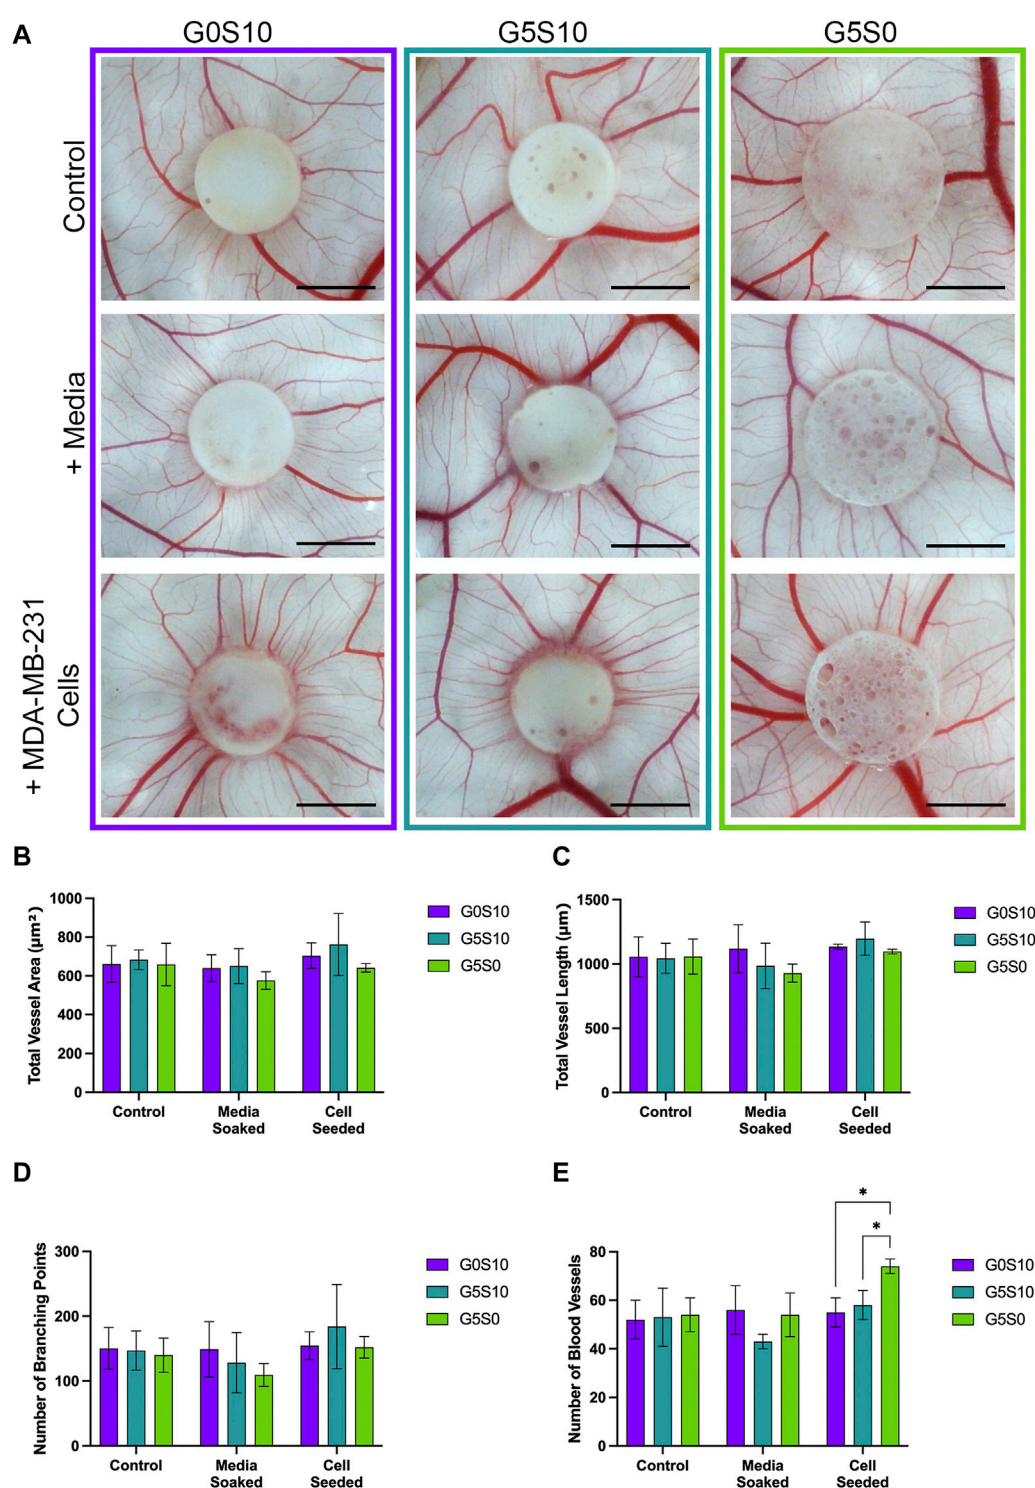 A
G0S10
G5S10
G5S0
Control
+ Media
+ MDA-MB-231
Cells
B
Total Vessel Area (μm²)
1000
800
600
400
200
0
Control
Media
Soaked
Cell
Seeded
G0S10
G5S10
G5S0
C
Total Vessel Length (μm)
1500
1000
500
0
Control
Media
Soaked
Cell
Seeded
G0S10
G5S10
G5S0
D
Number of Branching Points
300
200
100
0
Control
Media
Soaked
Cell
Seeded
G0S10
G5S10
G5S0
E
Number of Blood Vessels
80
60
40
20
0
*
*
Control
Media
Soaked
Cell
Seeded
G0S10
G5S10
G5S0